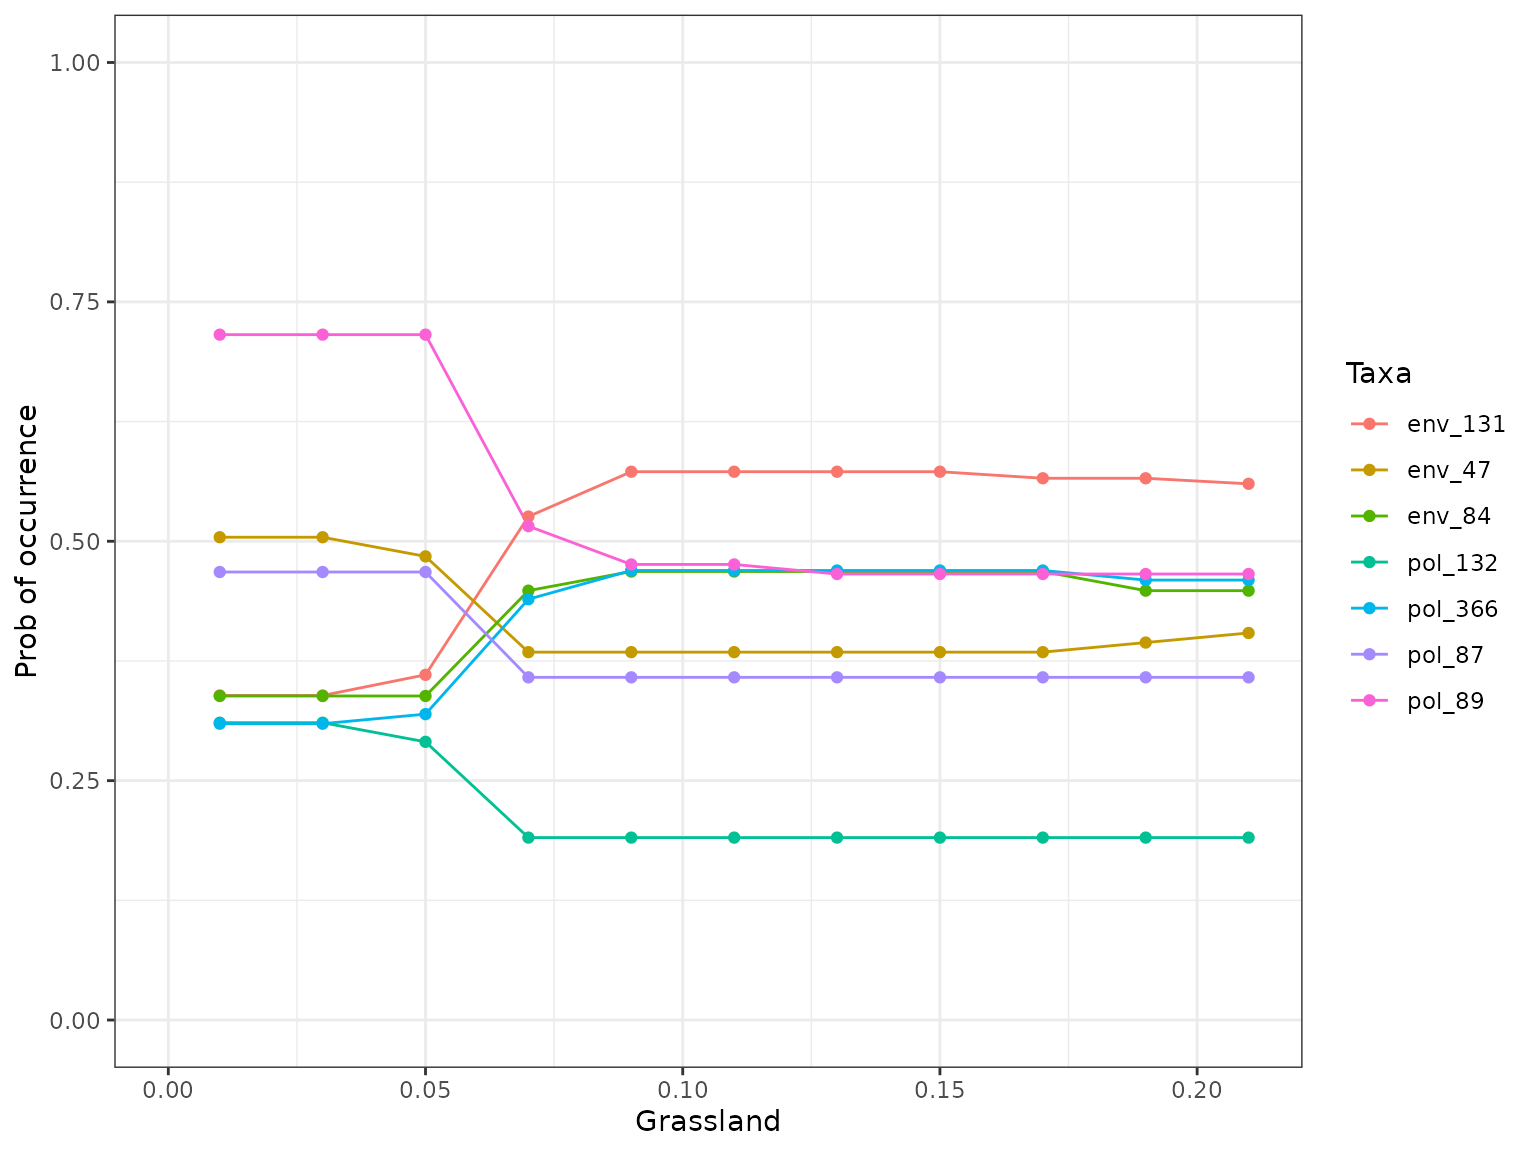 1.00
0.75
0.50
0.25
0.00
Prob of occurrence
0.00 0.05 0.10 0.15 0.20
Grassland
Taxa
env_131
env_47
env_84
pol_132
pol_366
pol_87
pol_89